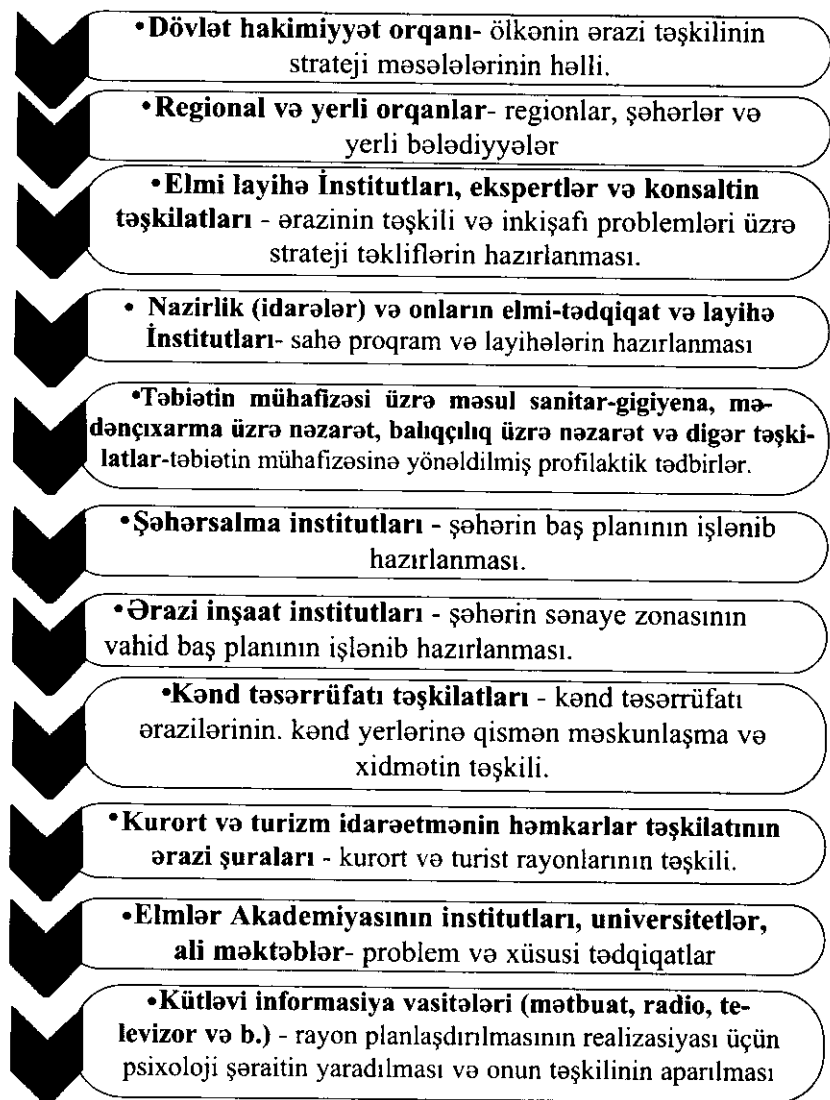 •Dövlət hakimiyyət orqanı- ölkənin ərazi təşkilinin
strateji məsələlərinin həlli.
•Regional və yerli orqanlar- regionlar, şəhərlər və
yerli bələdiyyələr
•Elmi layihə İnstitutları, ekspertlər və konsaltin
təşkilatları - ərazinin təşkili və inkişafı problemləri üzrə
strateji təkliflərin hazırlanması.
• Nazirlik (idarələr) və onların elmi-tədqiqat və layihə
İnstitutları- sahə proqram və layihələrin hazırlanması
•Təbiətin mühafizəsi üzrə məsul sanitar-gigiyena, mə-
dənçıxarma üzrə nəzarət, balıqçılıq üzrə nəzarət və digər təşki-
latlar-təbiətin mühafizəsinə yönəldilmiş profilaktik tədbirlər.
•Şəhərsalma institutları - şəhərin baş planının işlənib
hazırlanması.
•Ərazi inşaat institutları - şəhərin sənaye zonasının
vahid baş planının işlənib hazırlanması.
•Kənd təsərrüfatı təşkilatları - kənd təsərrüfatı
ərazilərinin. kənd yerlərinə qismən məskunlaşma və
xidmətin təşkili.
•Kurort və turizm idarəetmənin həmkarlar təşkilatının
ərazi şuraları - kurort və turist rayonlarının təşkili.
•Elmlər Akademiyasının institutları, universitetlər,
ali məktəblər- problem və xüsusi tədqiqatlar
•Kütləvi informasiya vasitələri (mətbuat, radio, te-
levizor və b.) - rayon planlaşdırılmasının realizasiyası üçün
psixoloji şəraitin yaradılması və onun təşkilinin aparılması